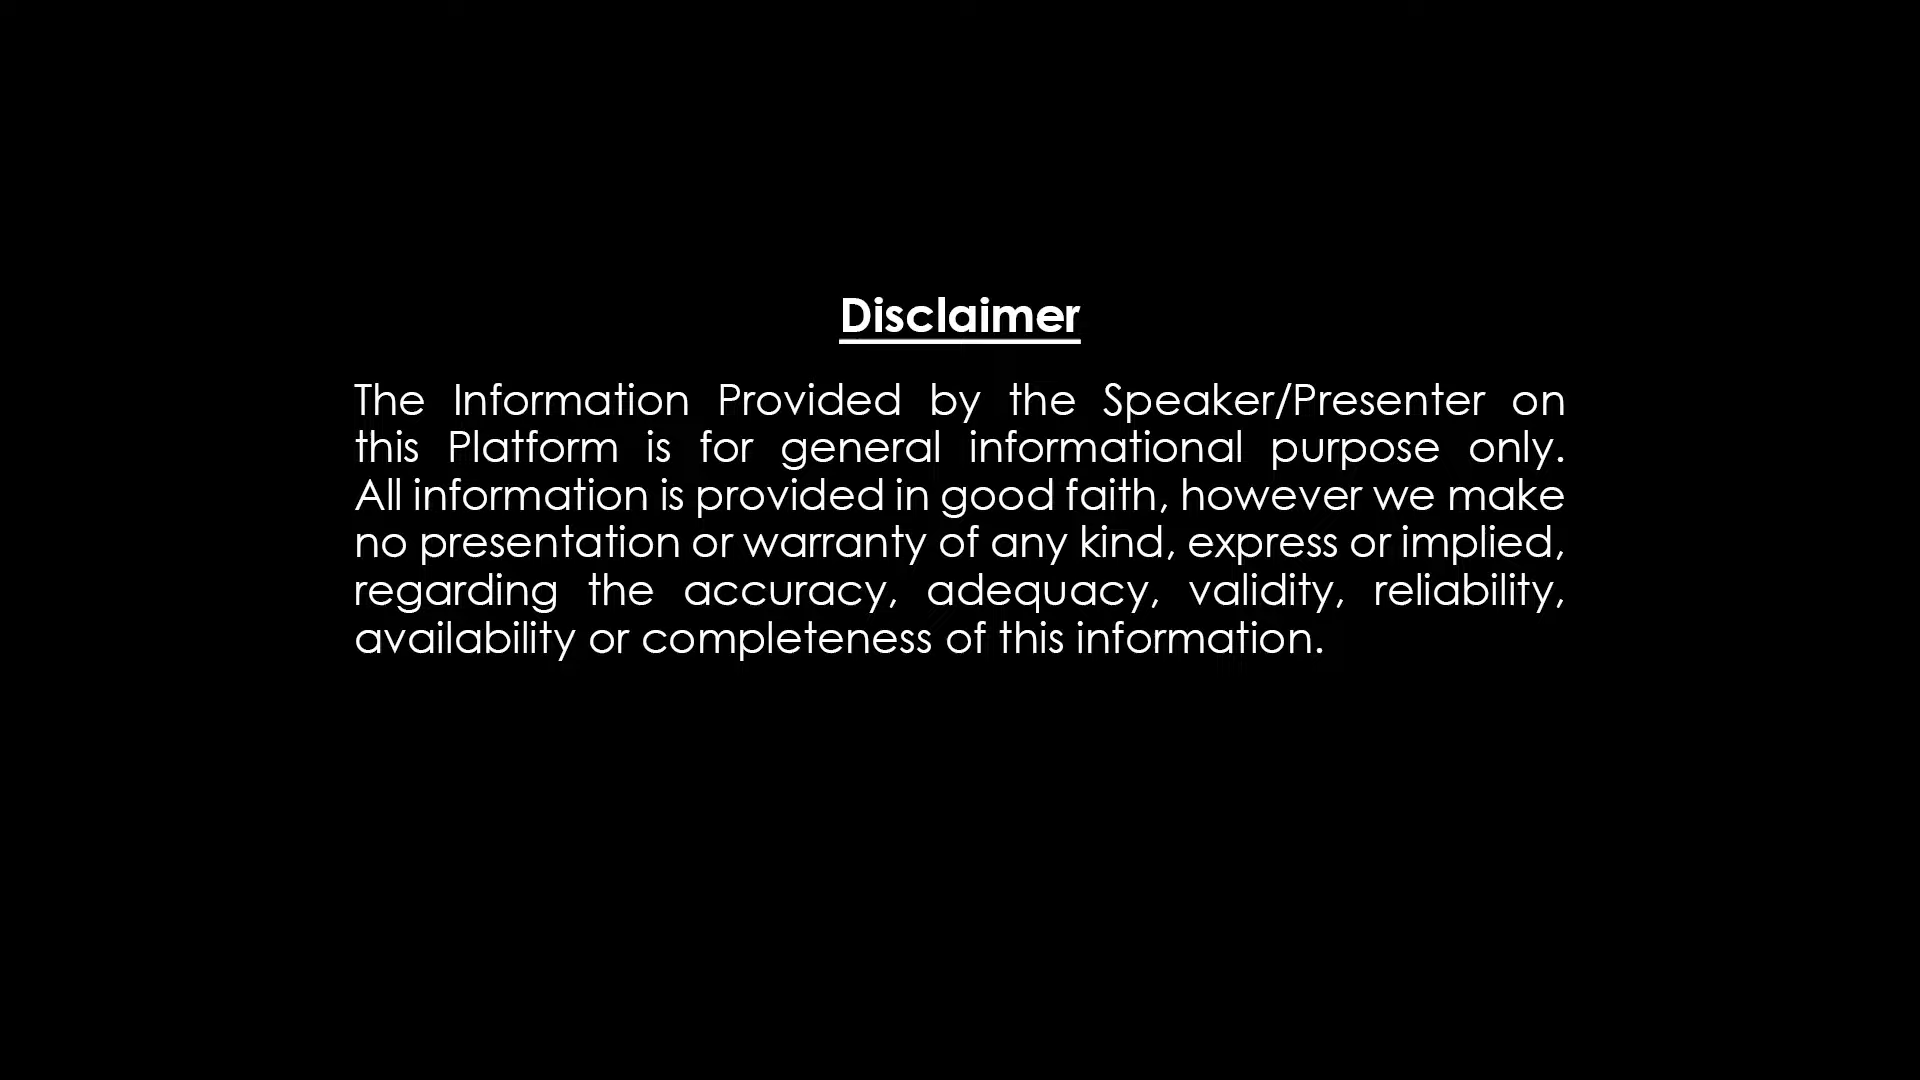 Disclaimer
The Information Provided by the Speaker/Presenter on
this Platform is for general informational purpose only.
All information is provided in good faith, however we make
no presentation or warranty of any kind, express or implied,
regarding the accuracy, adequacy, validity, reliability,
availability or completeness of this information.